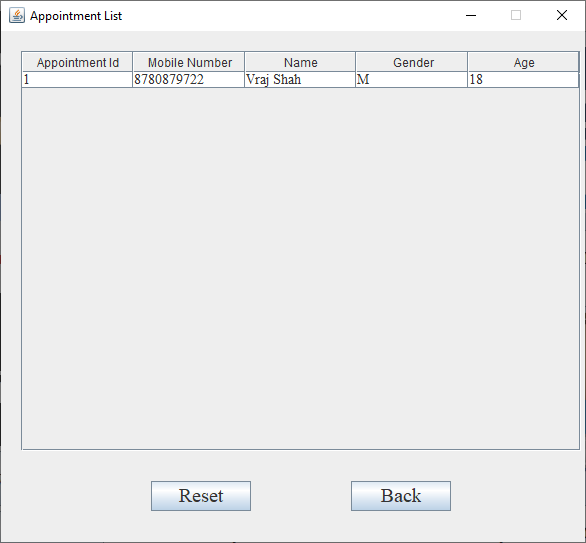 Appointment List
Appointment Id Mobile Number Name Gender Age
1 8780879722 Vraj Shah M 18
Reset Back